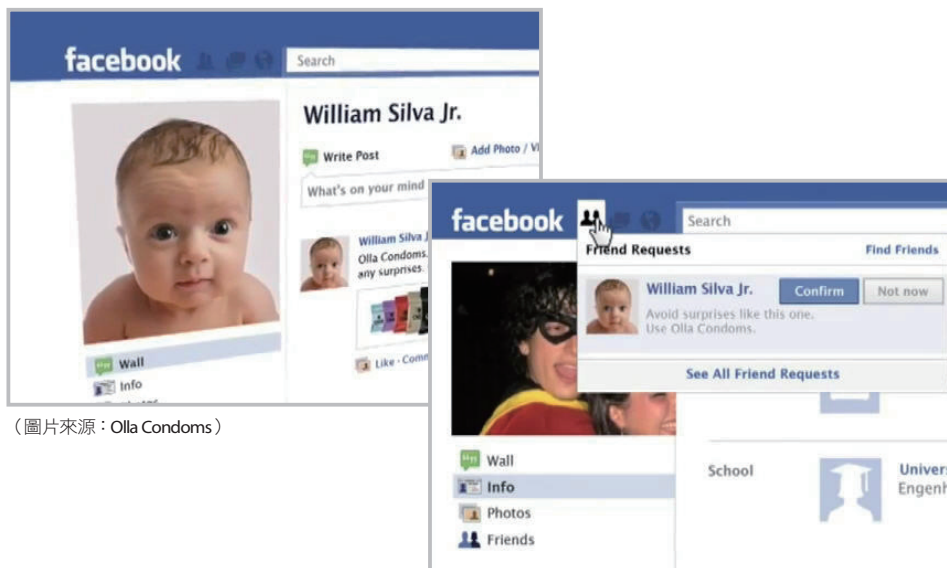 facebook
Search
William Silva Jr.
Write Post
Add Photo /
What's on your mind
William Silva
Olla Condoms.
any surprises.
Like · Comm
Wall
Info
（圖片來源：Olla Condoms）
facebook
Search
Friend Requests
Find Friends
William Silva Jr.
Confirm
Not now
Avoid surprises like this one.
Use Olla Condoms.
See All Friend Requests
Wall
Info
Photos
Friends
School
Univers
Engenh